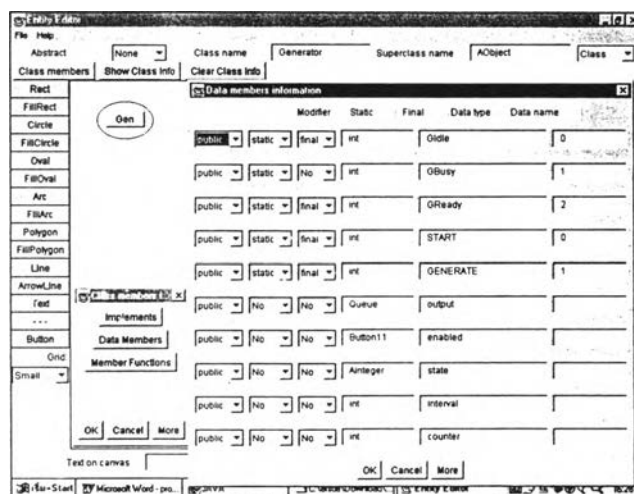 Entity Editor
File Help
Abstract None Class name Generator Superclass name AObject Class
Class members Show Class Info Clear Class Info
Rect
FillRect
Circle
FillCircle
Oval
FillOval
Arc
FillArc
Polygon
FillPolygon
Line
ArrowLine
Text
---
Button
Grid
Small
Gen
Data members information
Modifier Static Final Data type Data name
public static final int GIdle 0
public static No int GBusy 1
public static final int GReady 2
public static final int START 0
public static final int GENERATE 1
public No No Queue output
public No No Button11 enabled
public No No AInteger state
public No No int interval
public No No int counter
OK Cancel More
Class members
Implements
Data Members
Member Functions
OK Cancel More
Text on canvas
Start Microsoft Word - pro... Entity Editor